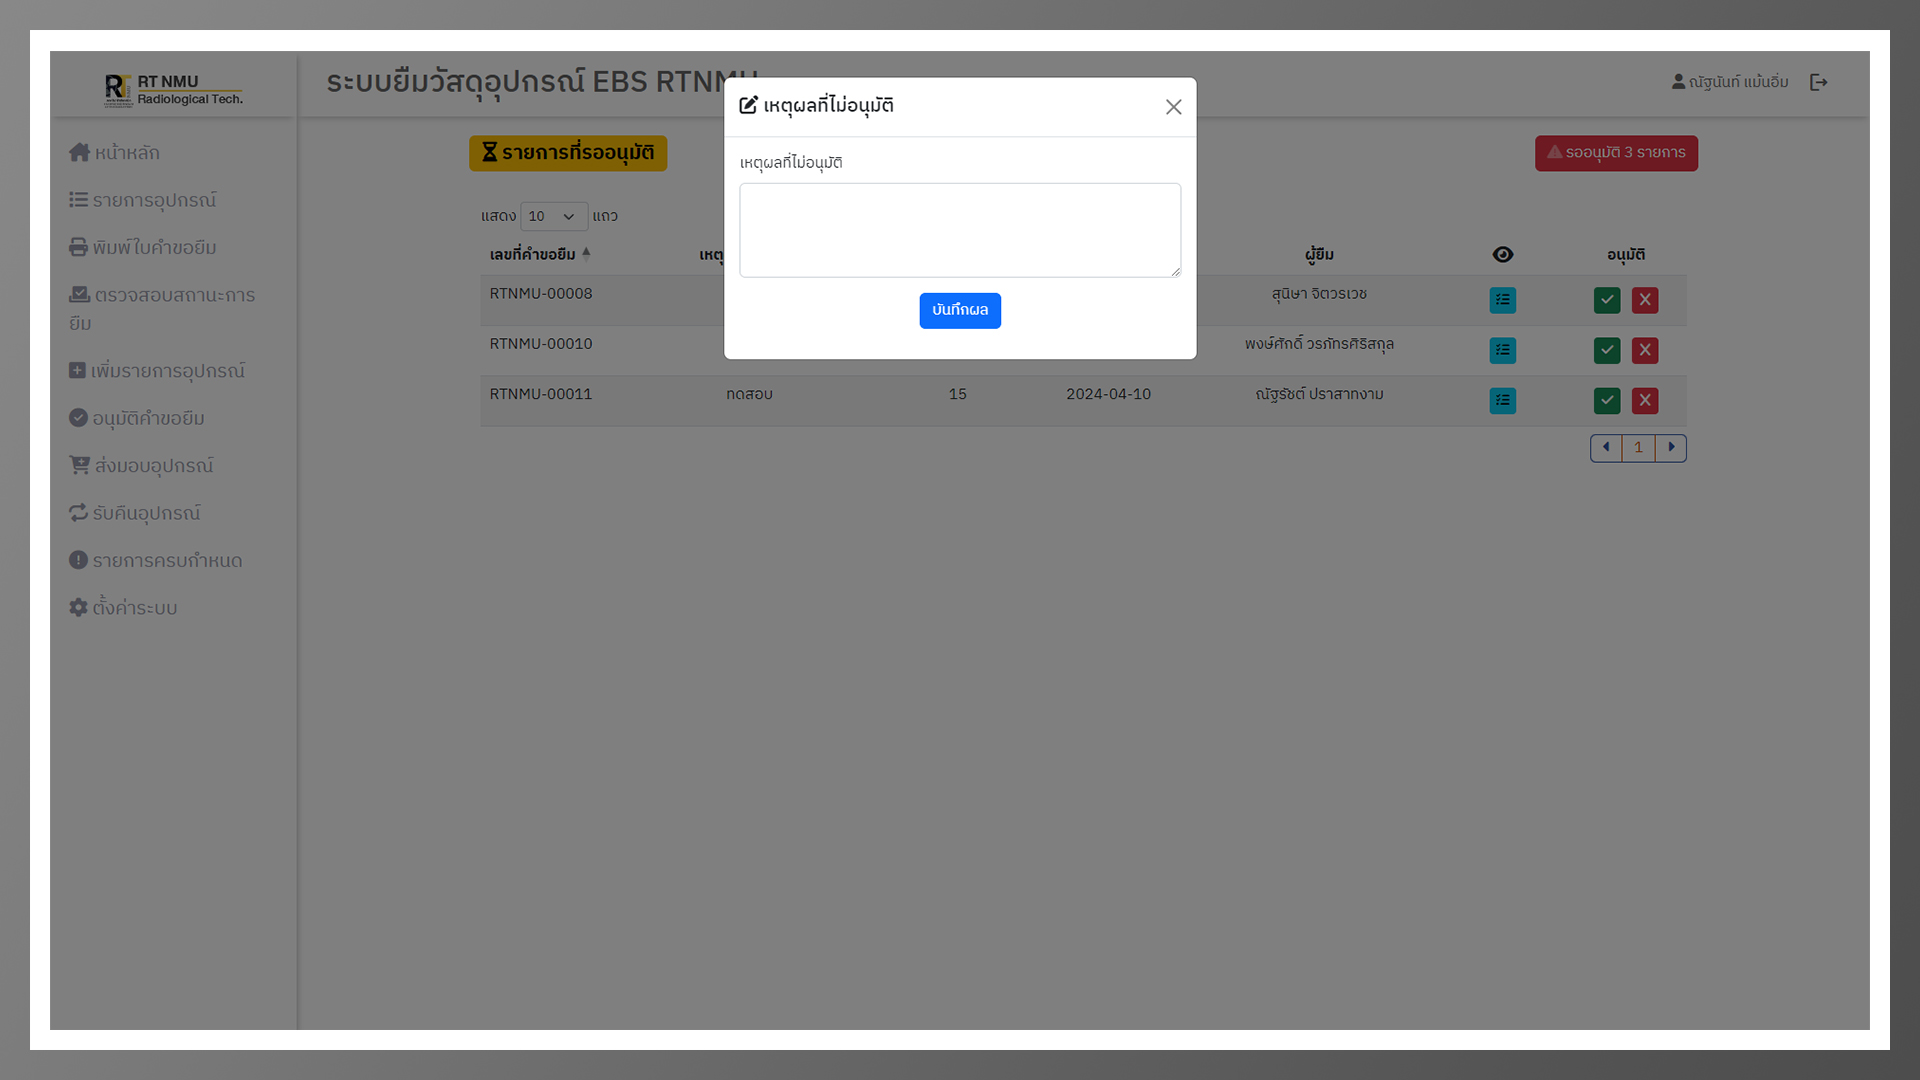 RT NMU
Radiological Tech.
ระบบยืมวัสดุอุปกรณ์ EBS RTNMU
ณัฐนันท์ แม้นอิ่ม
หน้าหลัก
รายการอุปกรณ์
พิมพ์ใบคำขอยืม
ตรวจสอบสถานะการ
ยืม
เพิ่มรายการอุปกรณ์
อนุมัติคำขอยืม
ส่งมอบอุปกรณ์
รับคืนอุปกรณ์
รายการครบกำหนด
ตั้งค่าระบบ
รายการที่รออนุมัติ
รออนุมัติ 3 รายการ
เหตุผลที่ไม่อนุมัติ
เหตุผลที่ไม่อนุมัติ
บันทึกผล
แสดง 10 แถว
เลขที่คำขอยืม เหตุ ผู้ยืม อนุมัติ
RTNMU-00008 สุนิษา จิตวรเวช
RTNMU-00010 พงษ์ศักดิ์ วรภัทรศิริสกุล
RTNMU-00011 ทดสอบ 15 2024-04-10 ณัฐรัชต์ ปราสาทงาม
1